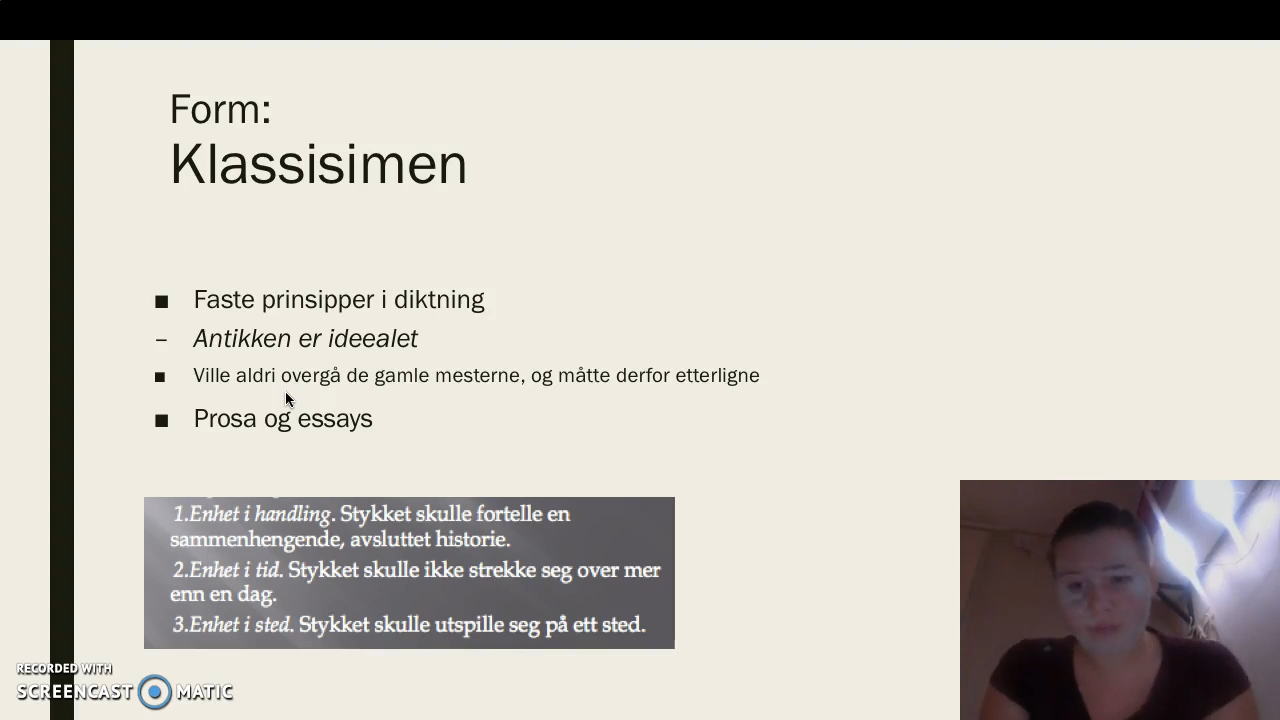 Form:
Klassisimen
Faste prinsipper i diktning
Antikken er ideealet
Ville aldri overgå de gamle mesterne, og måtte derfor etterligne
Prosa og essays
1.Enhet i handling. Stykket skulle fortelle en
sammenhengende, avsluttet historie.
2.Enhet i tid. Stykket skulle ikke strekke seg over mer
enn en dag.
3.Enhet i sted. Stykket skulle utspille seg på ett sted.
RECORDED WITH
SCREENCAST MATIC